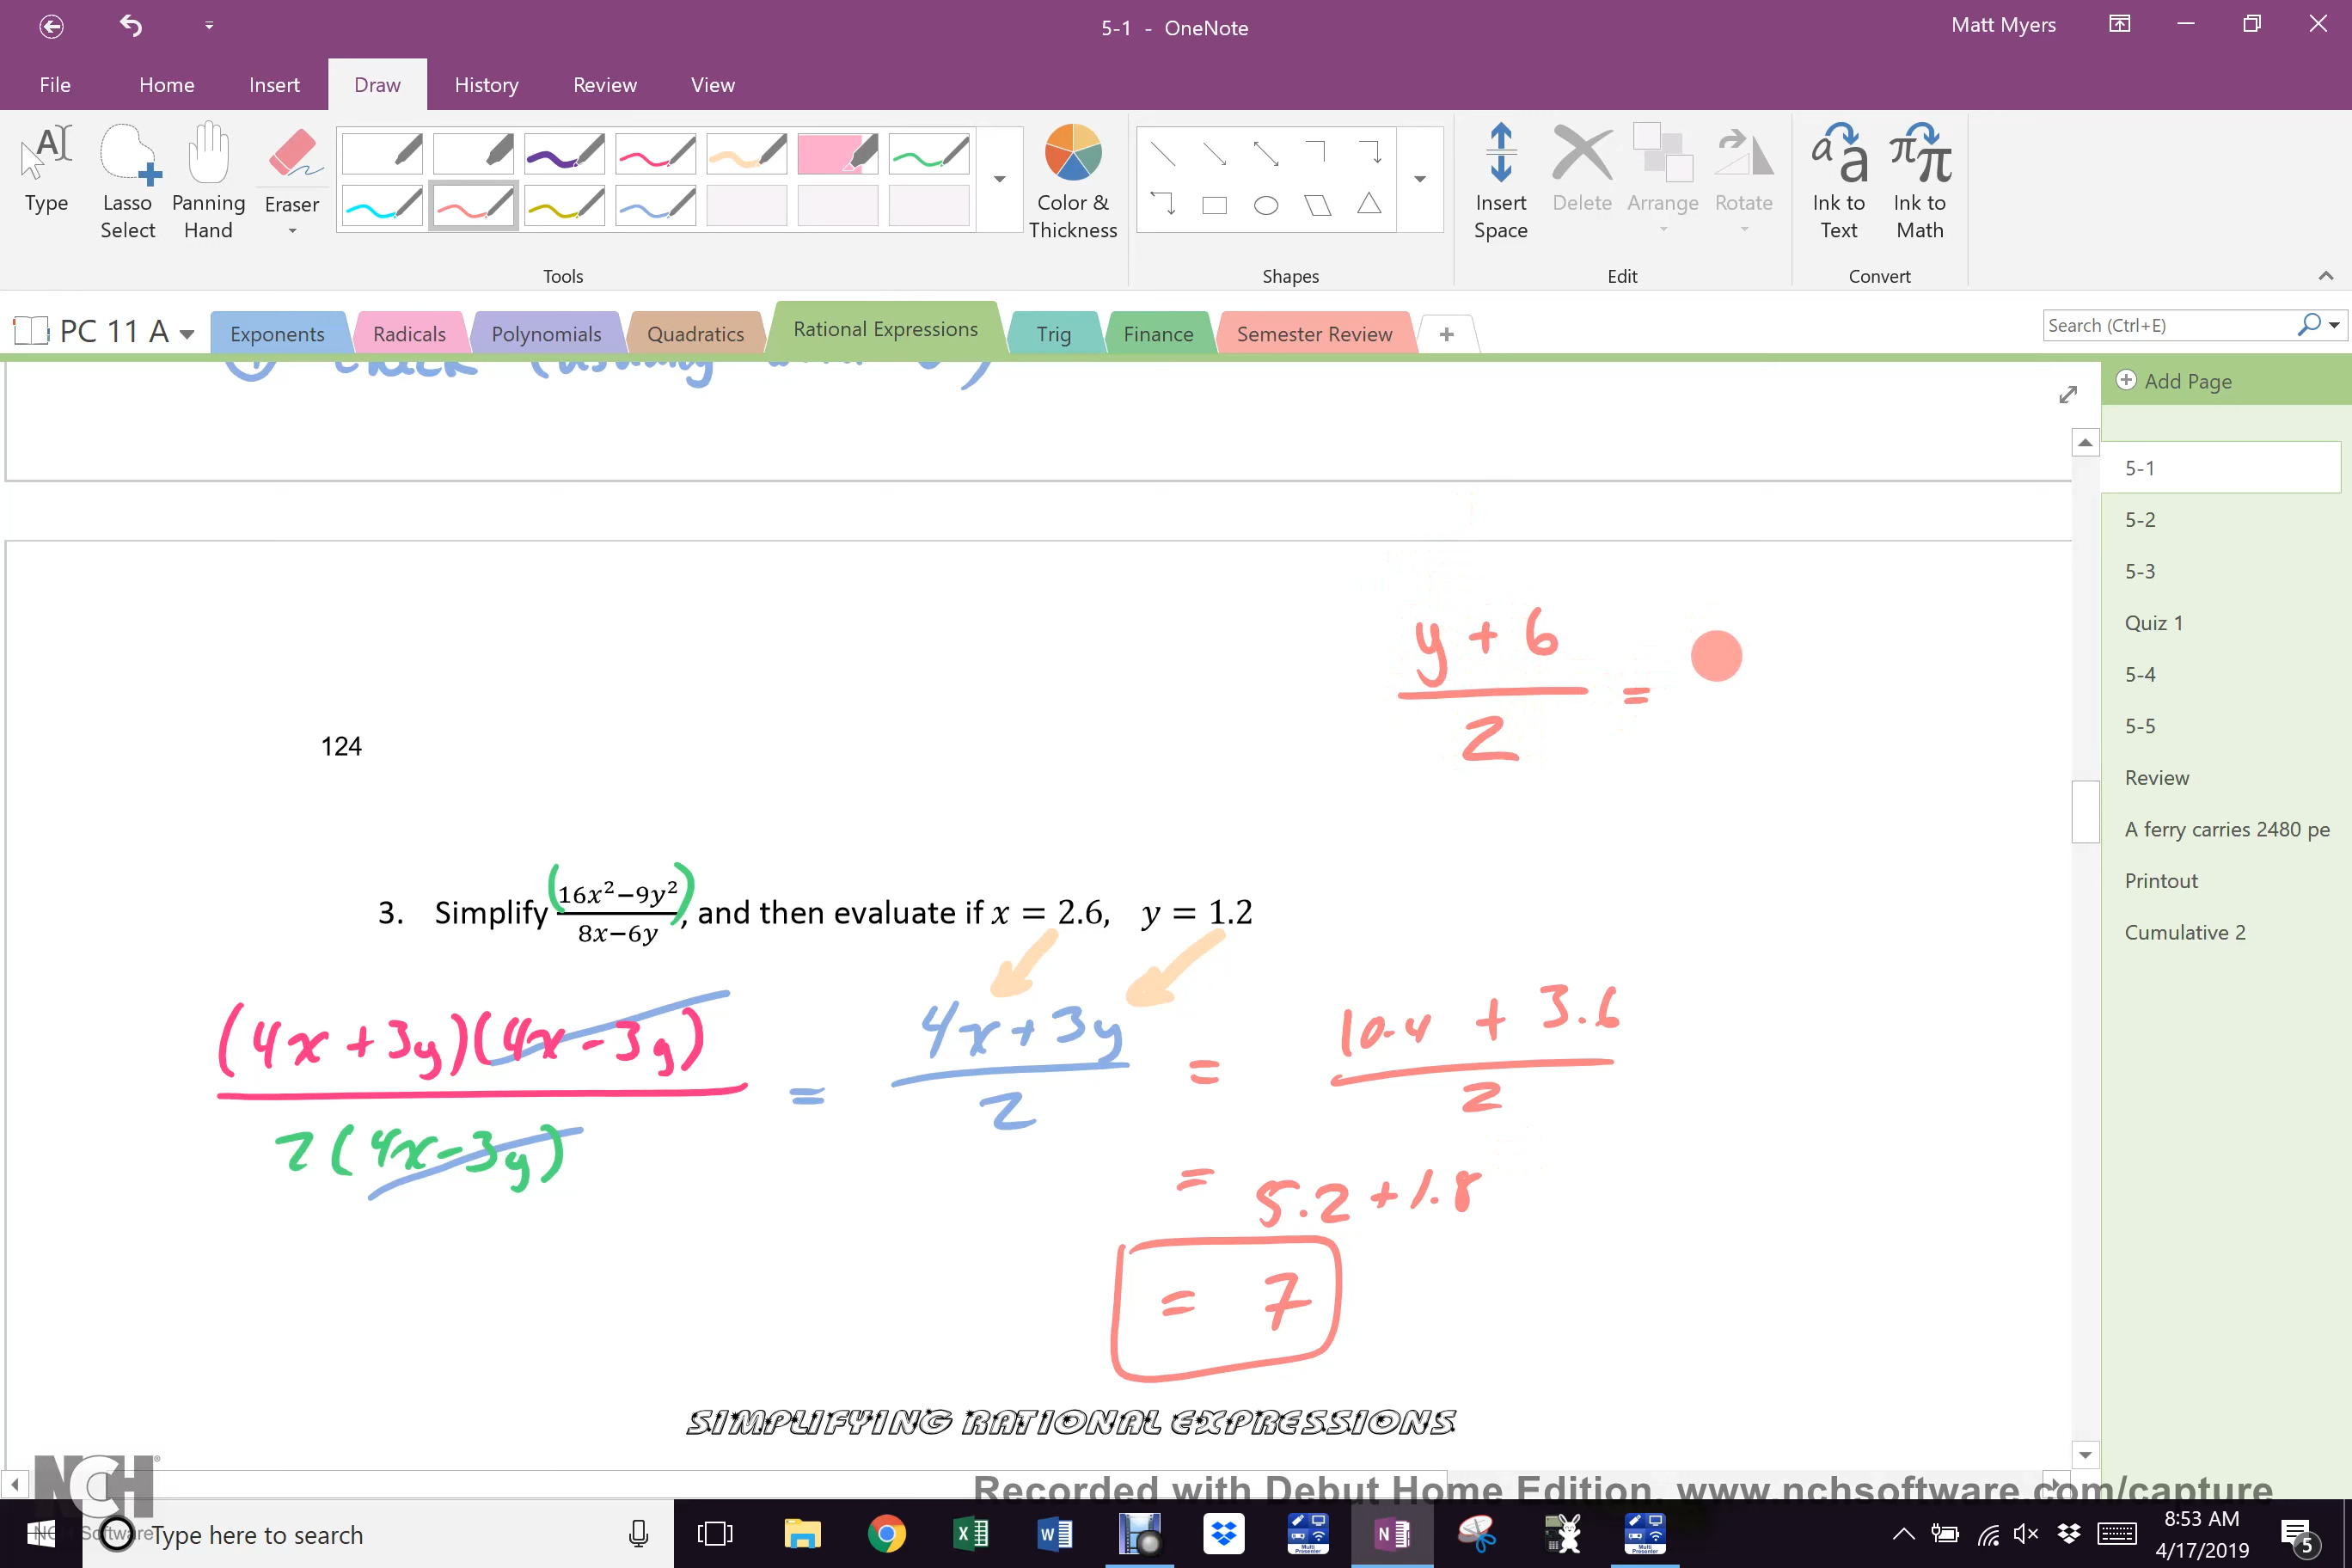 5-1 - OneNote
Matt Myers
File Home Insert Draw History Review View
Type
Lasso Select
Panning Hand
Eraser
Color & Thickness
Insert Space
Delete
Arrange
Rotate
Ink to Text
Ink to Math
Tools
Shapes
Edit
Convert
PC 11 A
Exponents Radicals Polynomials Quadratics Rational Expressions Trig Finance Semester Review
Search (Ctrl+E)
Add Page
5-1
5-2
5-3
Quiz 1
5-4
5-5
Review
A ferry carries 2480 pe
Printout
Cumulative 2
y + 6
2
=
124
3. Simplify (16x²−9y²)/8x−6y, and then evaluate if x = 2.6, y = 1.2
(4x + 3y)(4x - 3y)
2(4x - 3y)
=
4x + 3y
2
=
10.4 + 3.6
2
= 5.2 + 1.8
= 7
SIMPLIFYING RATIONAL EXPRESSIONS
NCH
NCH Software
Recorded with Debut Home Edition www.nchsoftware.com/capture
Type here to search
8:53 AM
4/17/2019
5